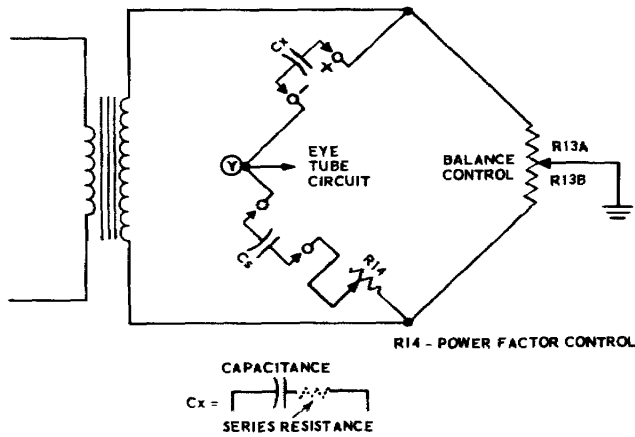 Cx
+
-
Y
EYE
TUBE
CIRCUIT
BALANCE
CONTROL
R13A
R13B
Cs
R14
R14 - POWER FACTOR CONTROL
CAPACITANCE
Cx =
SERIES RESISTANCE